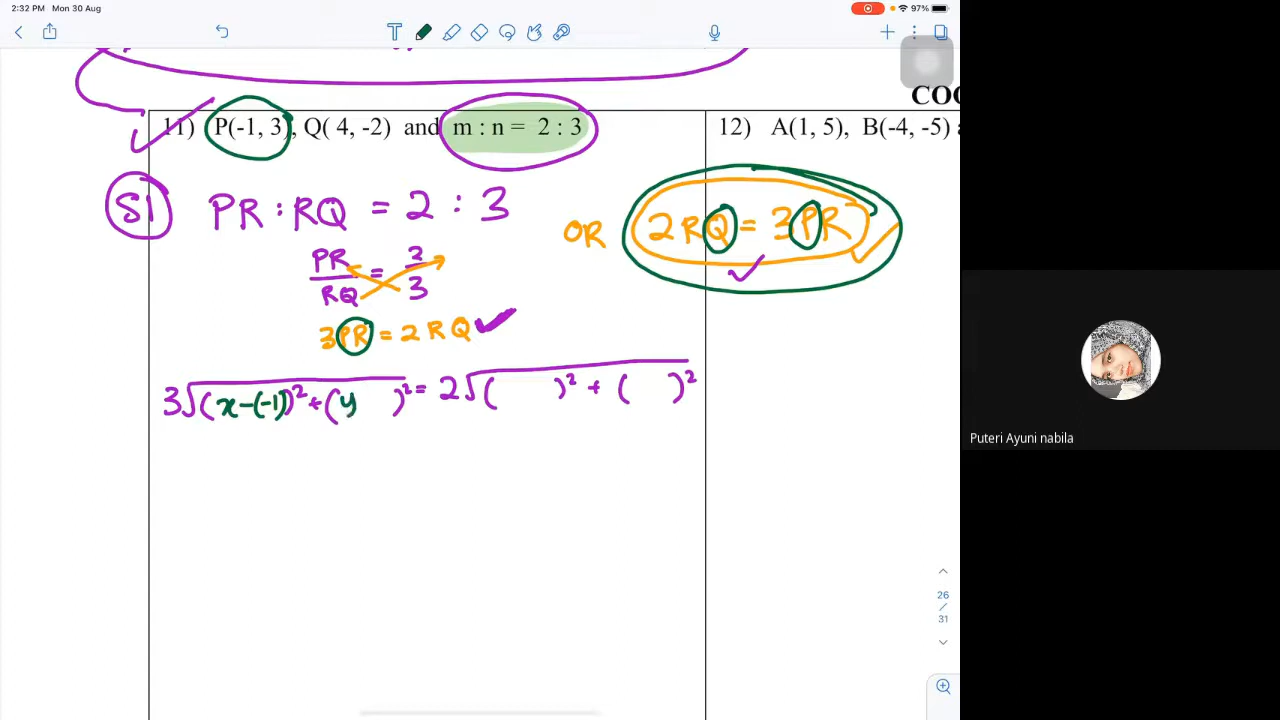 2:32 PM Mon 30 Aug
97%
T
COO
11) P(-1, 3), Q( 4, -2) and m : n = 2 : 3
12) A(1, 5), B(-4, -5) a
S1
PR : RQ = 2 : 3
OR 2RQ = 3PR
PR/RQ = 2/3
3PR = 2RQ
3√(x-(-1))² + (y )² = 2√( )² + ( )²
Puteri Ayuni nabila
26
/
31